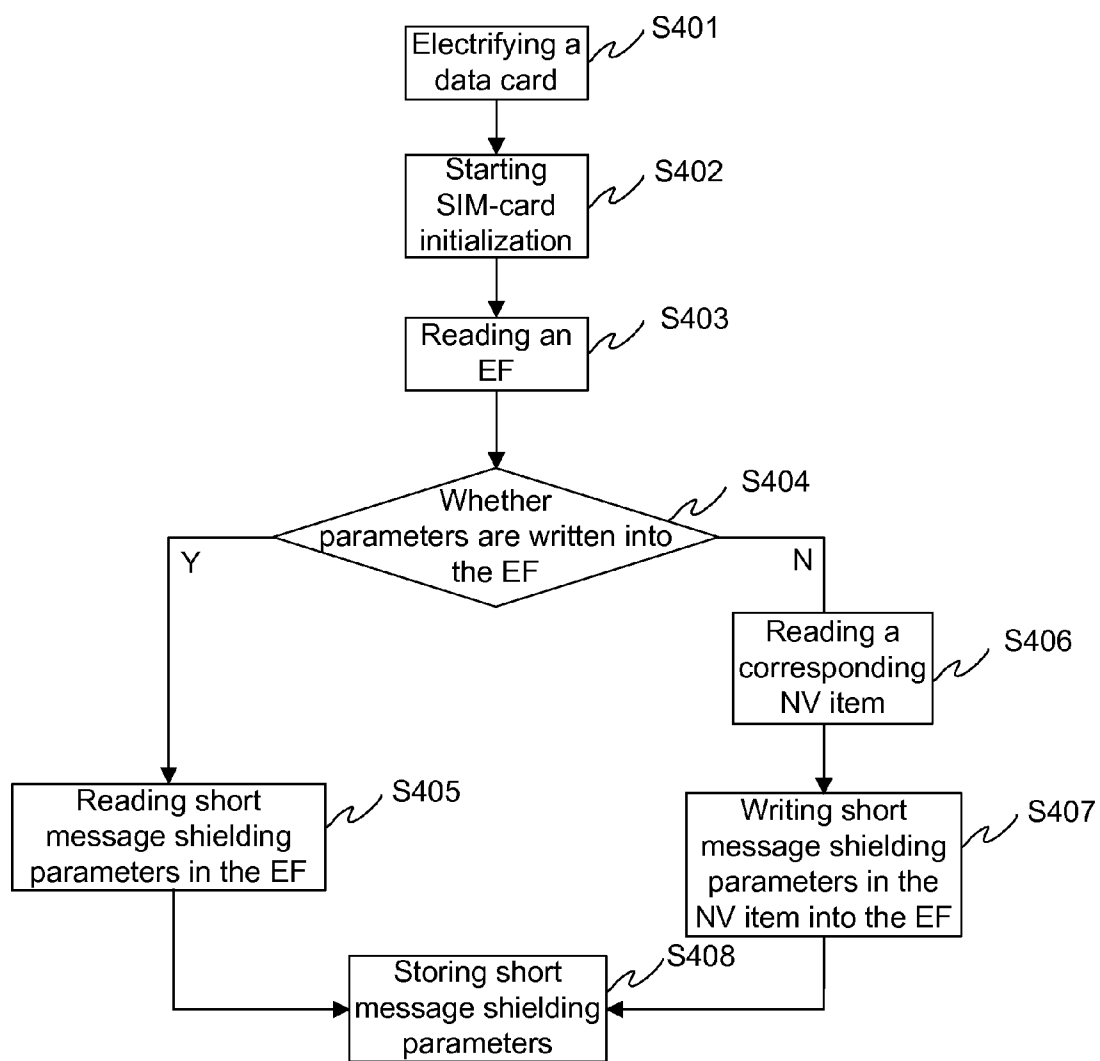 Electrifying a
data card
S401
Starting
SIM-card
initialization
S402
Reading an
EF
S403
Whether
parameters are written into
the EF
S404
Y
N
Reading a
corresponding
NV item
S406
Reading short
message shielding
parameters in the EF
S405
Writing short
message shielding
parameters in the
NV item into the EF
S407
Storing short
message shielding
parameters
S408